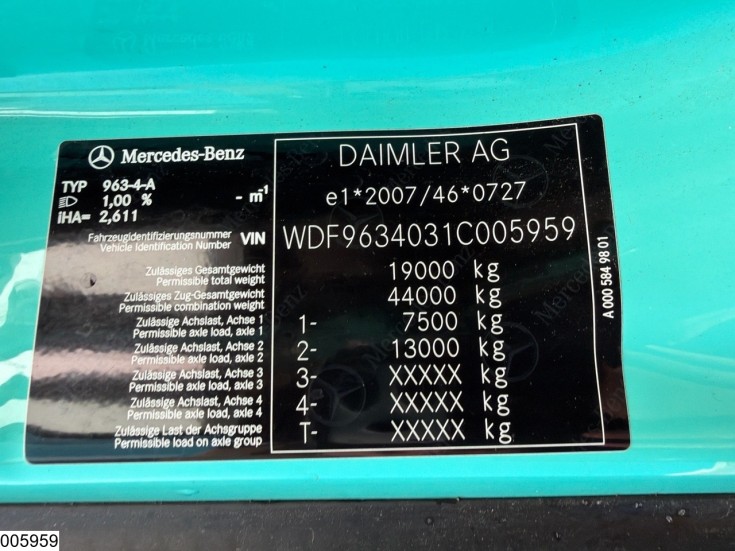 Mercedes-Benz
DAIMLER AG
TYP 963-4-A
1,00 % - m⁻¹
iHA= 2,611
e1*2007/46*0727
Fahrzeugidentifizierungsnummer
Vehicle Identification Number VIN WDF9634031C005959
Zulässiges Gesamtgewicht
Permissible total weight 19000 kg
Zulässiges Zug-Gesamtgewicht
Permissible combination weight 44000 kg
Zulässige Achslast, Achse 1
Permissible axle load, axle 1 1- 7500 kg
Zulässige Achslast, Achse 2
Permissible axle load, axle 2 2- 13000 kg
Zulässige Achslast, Achse 3
Permissible axle load, axle 3 3- XXXXX kg
Zulässige Achslast, Achse 4
Permissible axle load, axle 4 4- XXXXX kg
Zulässige Last der Achsgruppe
Permissible load on axle group T- XXXXX kg
A 000 584 98 01
005959